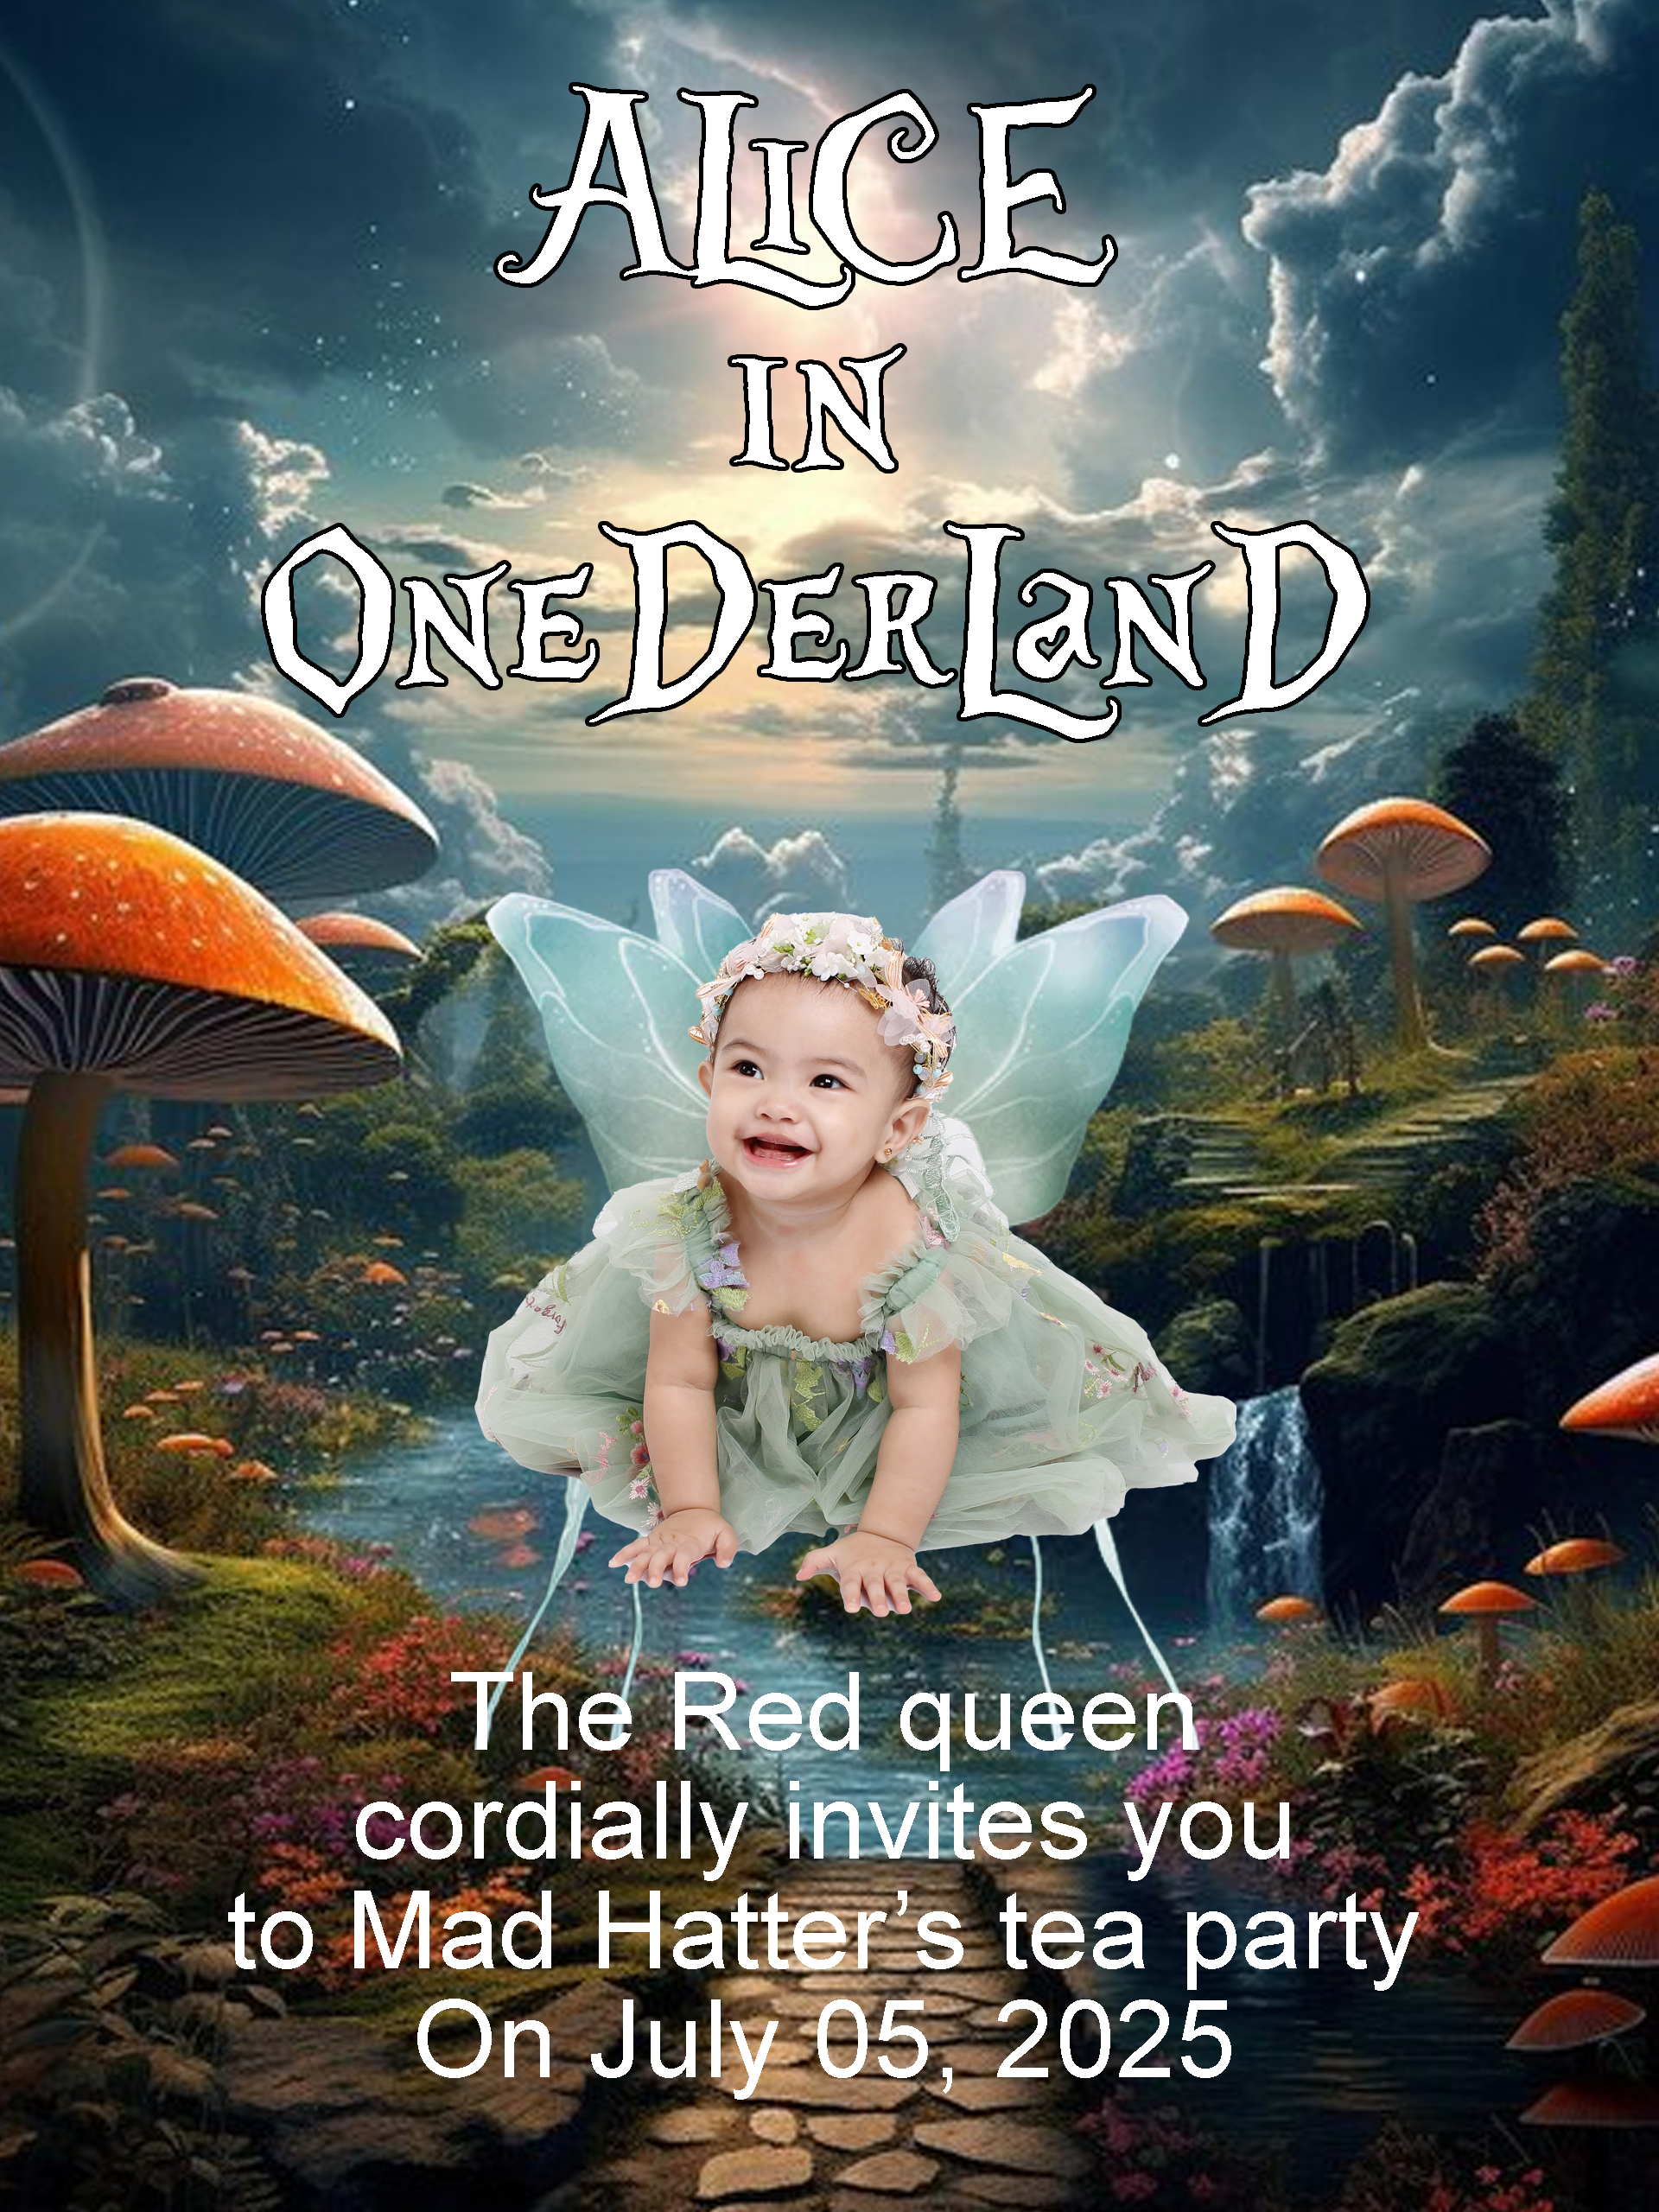 ALiCE
IN
ONEDERLaND
The Red queen
cordially invites you
to Mad Hatter’s tea party
On July 05, 2025